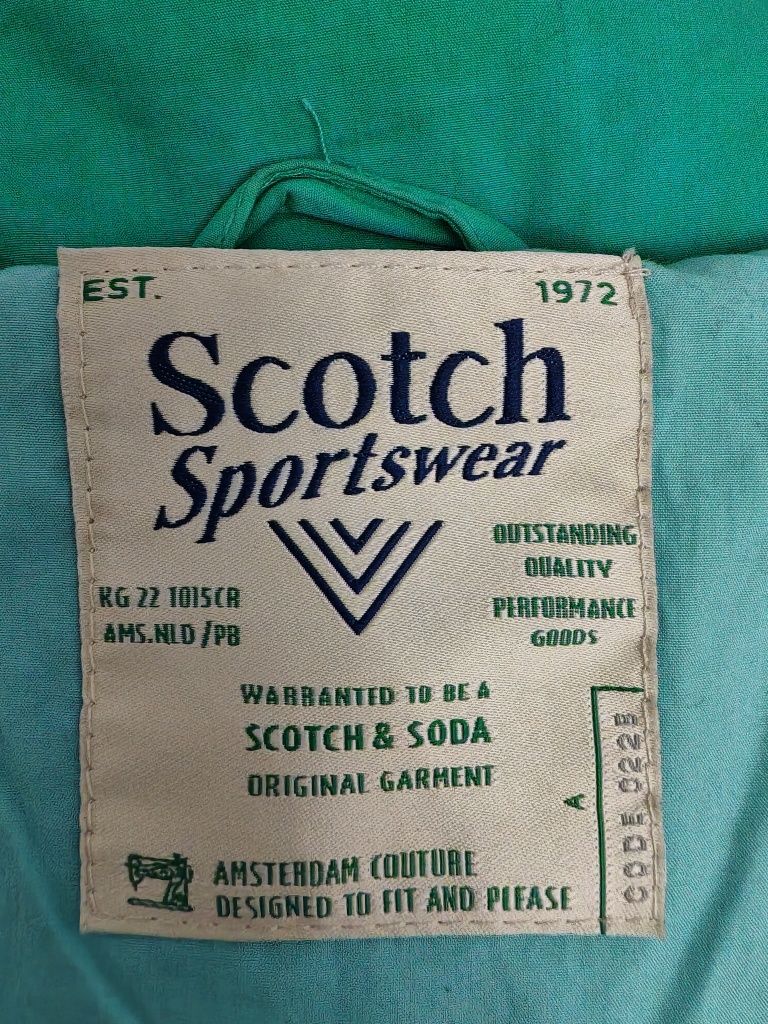 EST. 1972
Scotch
Sportswear
OUTSTANDING
QUALITY
PERFORMANCE
GOODS
KG 22 1015CR
AMS.NLD /PB
WARRANTED TO BE A
SCOTCH & SODA
ORIGINAL GARMENT
A
CODE 022B
AMSTERDAM COUTURE
DESIGNED TO FIT AND PLEASE